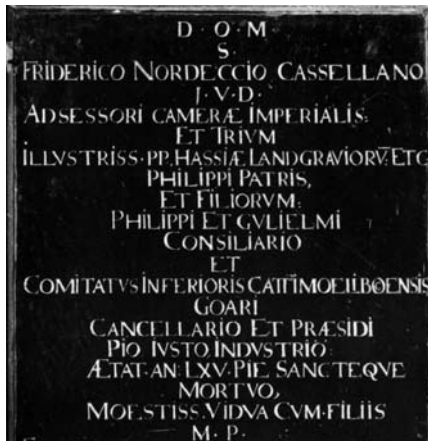 D · O · M
S ·
FRIDERICO NORDECCIO CASSELLANO
I · V · D ·
ADSESSORI CAMERÆ IMPERIALIS:
ET TRIVM
ILLVSTRISS· PP· HASSIÆ LANDGRAVIORV̅· ETC
PHILIPPI PATRIS,
ET FILIORVM:
PHILIPPI ET GVLIELMI
CONSILIARIO
ET
COMITATVS INFERIORIS
GOARI
CANCELLARIO ET PRÆSIDI
PIO IVSTO INDVSTRIO
ÆTAT· AN· LXV· PIE SANCTEQVE
MORTVO,
MOESTISS· VIDVA CVM· FILIIS
M · P ·